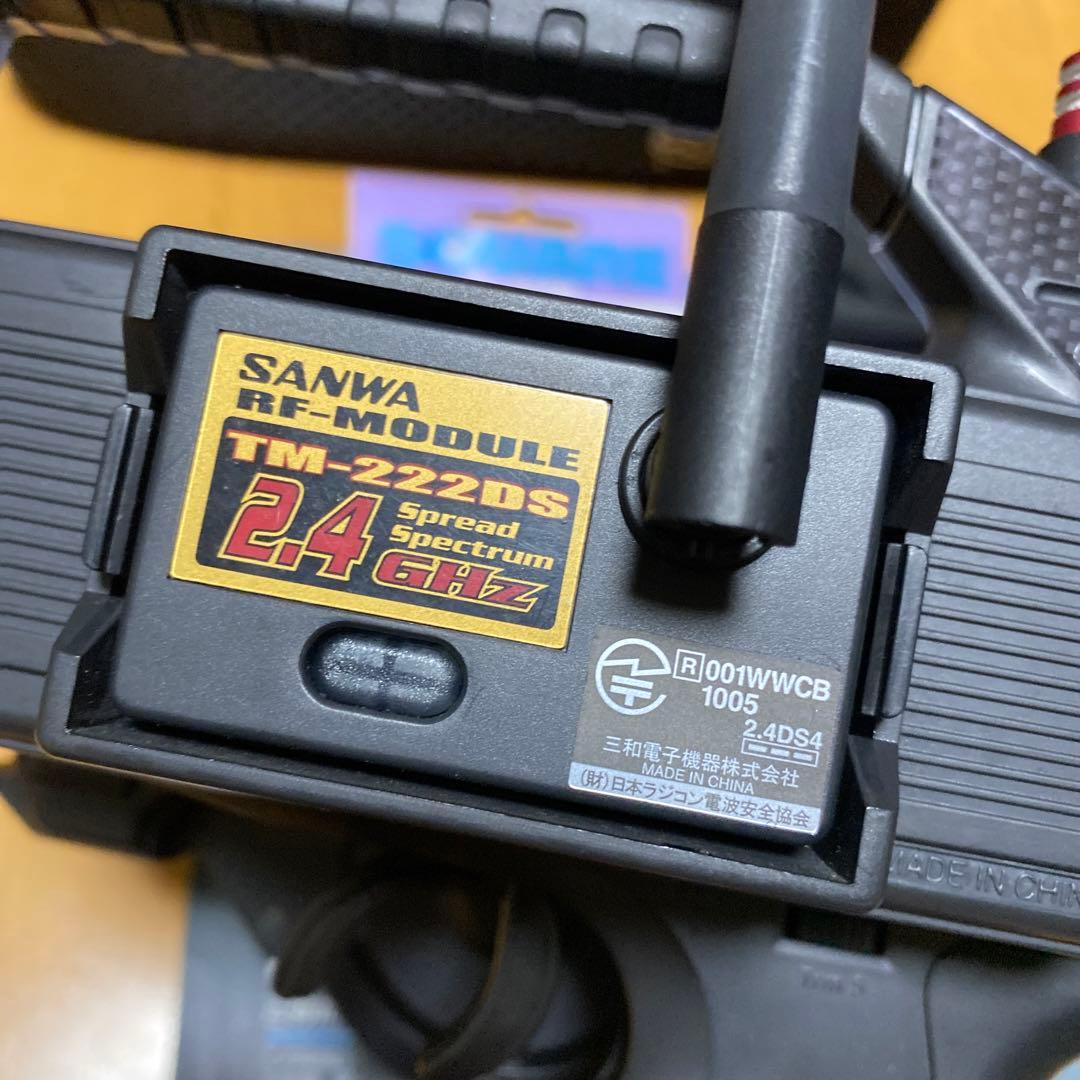 SANWA
RF-MODULE
TM-222DS
2.4 GHz
Spread
Spectrum
R 001WWCB
1005
2.4DS4
三和電子機器株式会社
MADE IN CHINA
(財)日本ラジコン電波安全協会
MADE IN CHIN